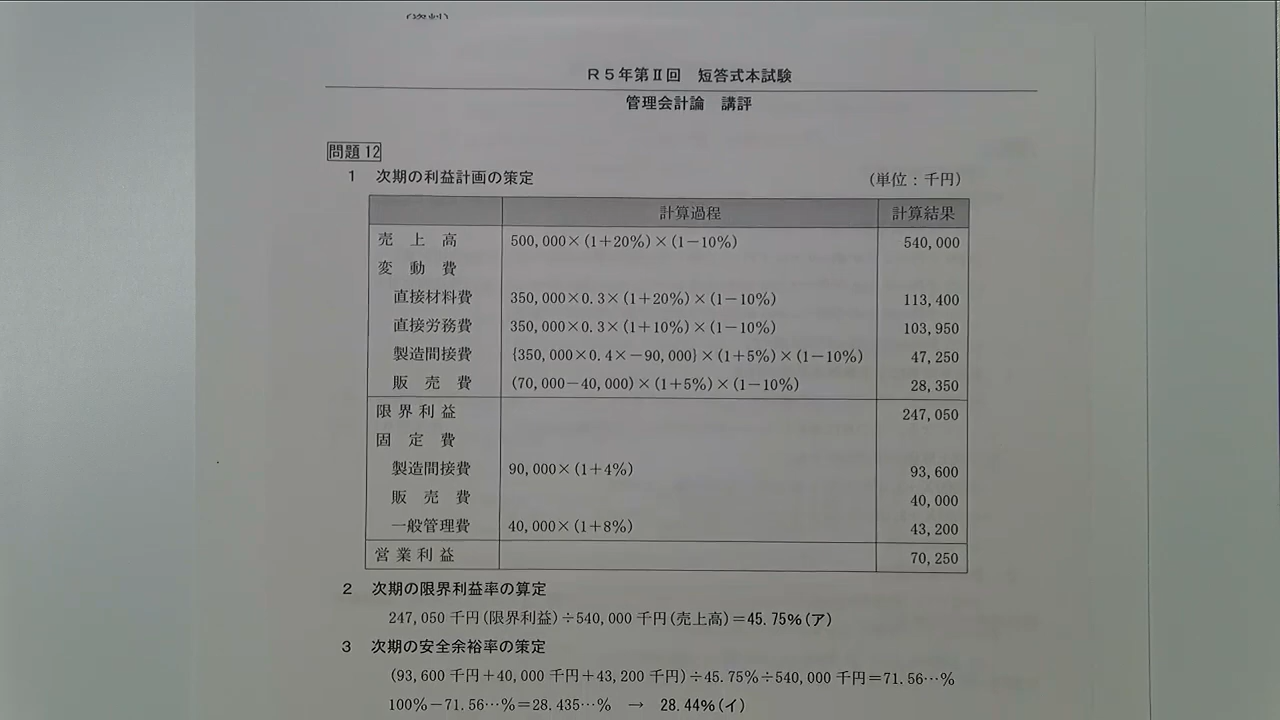 (資料)
R5年第Ⅱ回　短答式本試験
管理会計論　講評
問題12
1　次期の利益計画の策定　(単位：千円)
計算過程　計算結果
売　上　高　500,000×(1＋20%)×(1－10%)　540,000
変　動　費
直接材料費　350,000×0.3×(1＋20%)×(1－10%)　113,400
直接労務費　350,000×0.3×(1＋10%)×(1－10%)　103,950
製造間接費　{350,000×0.4×－90,000}×(1＋5%)×(1－10%)　47,250
販　売　費　(70,000－40,000)×(1＋5%)×(1－10%)　28,350
限界利益　247,050
固　定　費
製造間接費　90,000×(1＋4%)　93,600
販　売　費　40,000
一般管理費　40,000×(1＋8%)　43,200
営業利益　70,250
2　次期の限界利益率の算定
247,050千円(限界利益)÷540,000千円(売上高)＝45.75%(ア)
3　次期の安全余裕率の策定
(93,600千円＋40,000千円＋43,200千円)÷45.75%÷540,000千円＝71.56…%
100%－71.56…%＝28.435…%　→　28.44%(イ)